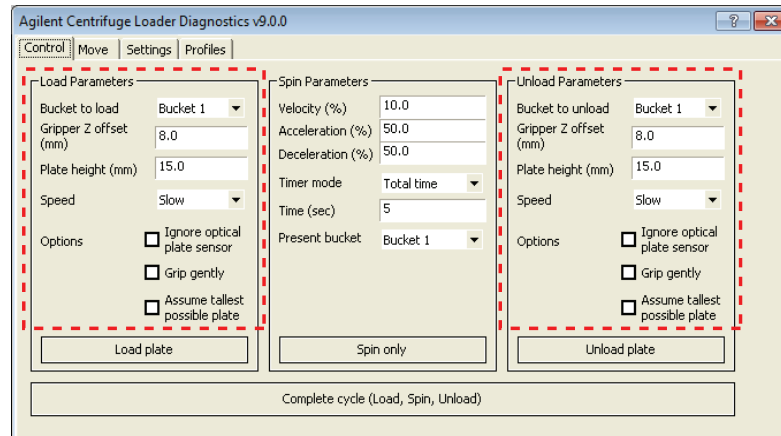 Agilent Centrifuge Loader Diagnostics v9.0.0
Control Move Settings Profiles
Load Parameters
Bucket to load Bucket 1
Gripper Z offset
(mm) 8.0
Plate height (mm) 15.0
Speed Slow
Options Ignore optical
plate sensor
Grip gently
Assume tallest
possible plate
Load plate
Spin Parameters
Velocity (%) 10.0
Acceleration (%) 50.0
Deceleration (%) 50.0
Timer mode Total time
Time (sec) 5
Present bucket Bucket 1
Spin only
Unload Parameters
Bucket to unload Bucket 1
Gripper Z offset
(mm) 8.0
Plate height (mm) 15.0
Speed Slow
Options Ignore optical
plate sensor
Grip gently
Assume tallest
possible plate
Unload plate
Complete cycle (Load, Spin, Unload)